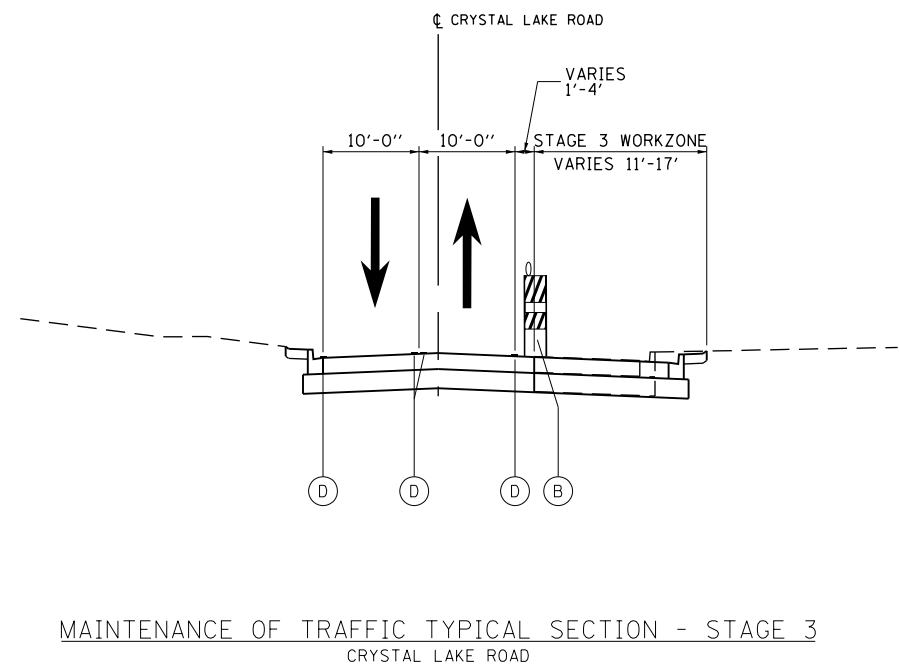 ℄ CRYSTAL LAKE ROAD
VARIES
1'-4'
10'-0''
10'-0''
STAGE 3 WORKZONE
VARIES 11'-17'
D
D
D
B
MAINTENANCE OF TRAFFIC TYPICAL SECTION - STAGE 3
CRYSTAL LAKE ROAD